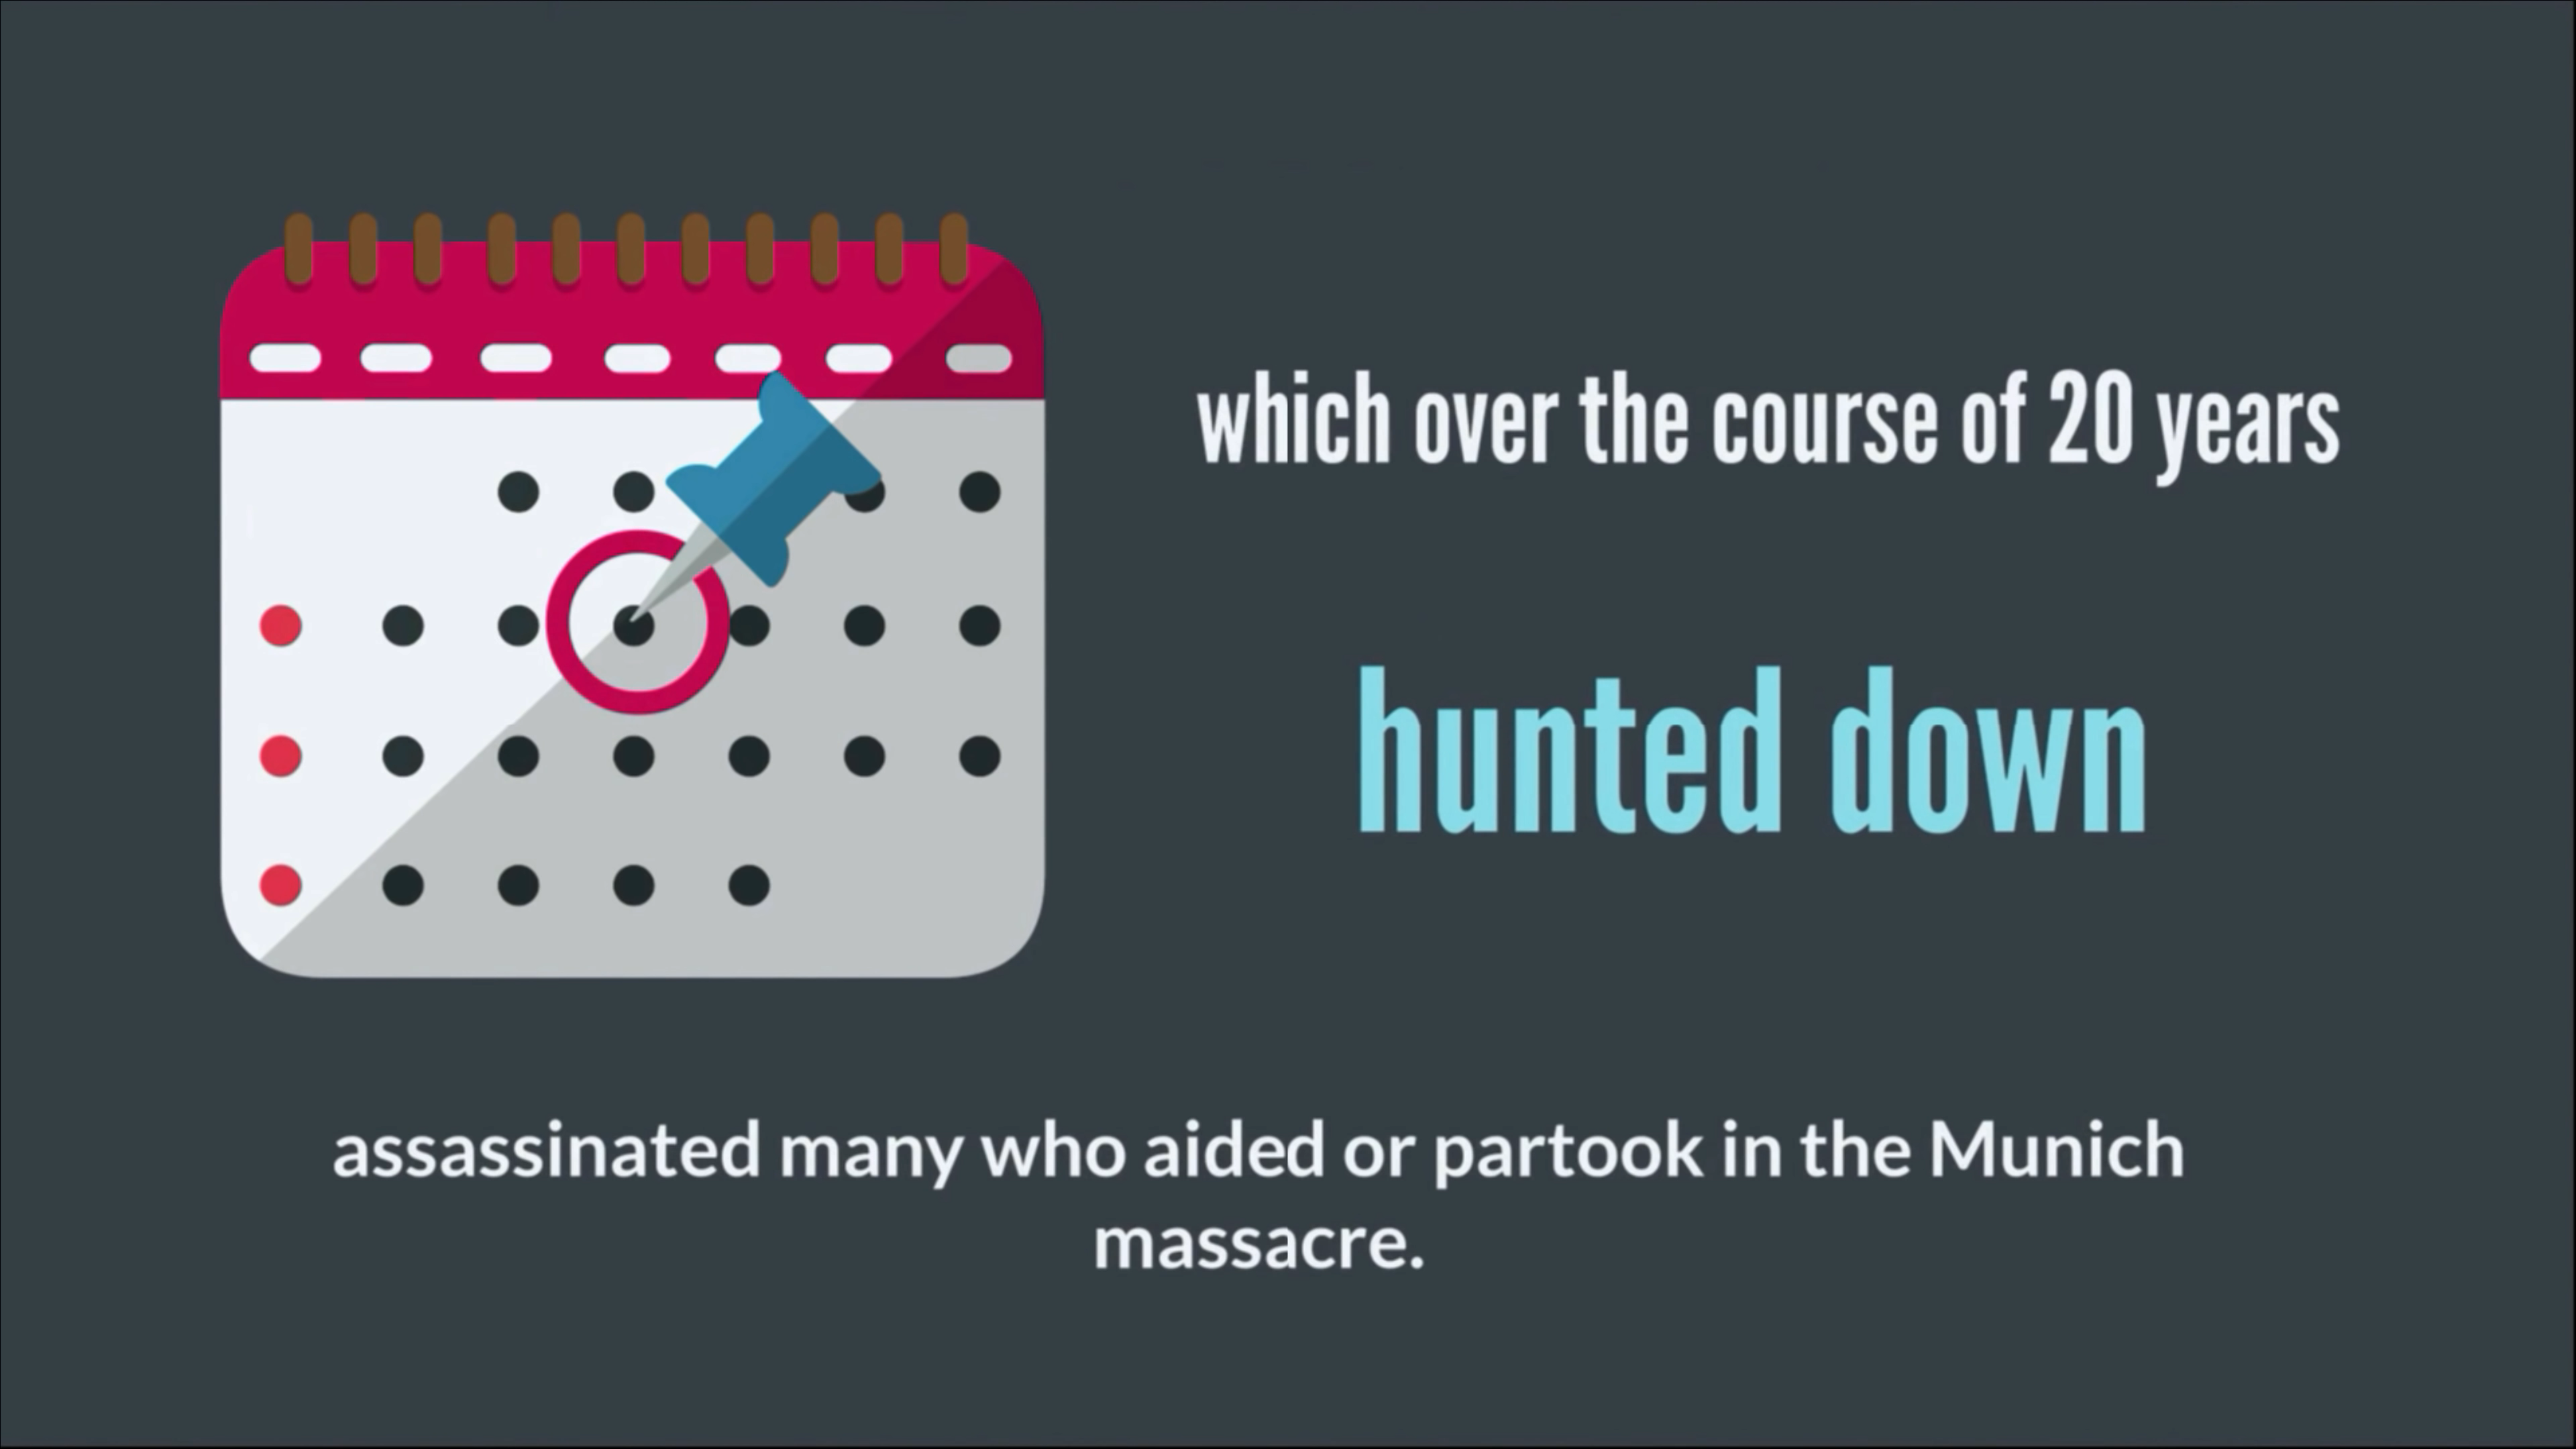 which over the course of 20 years
hunted down
assassinated many who aided or partook in the Munich
massacre.